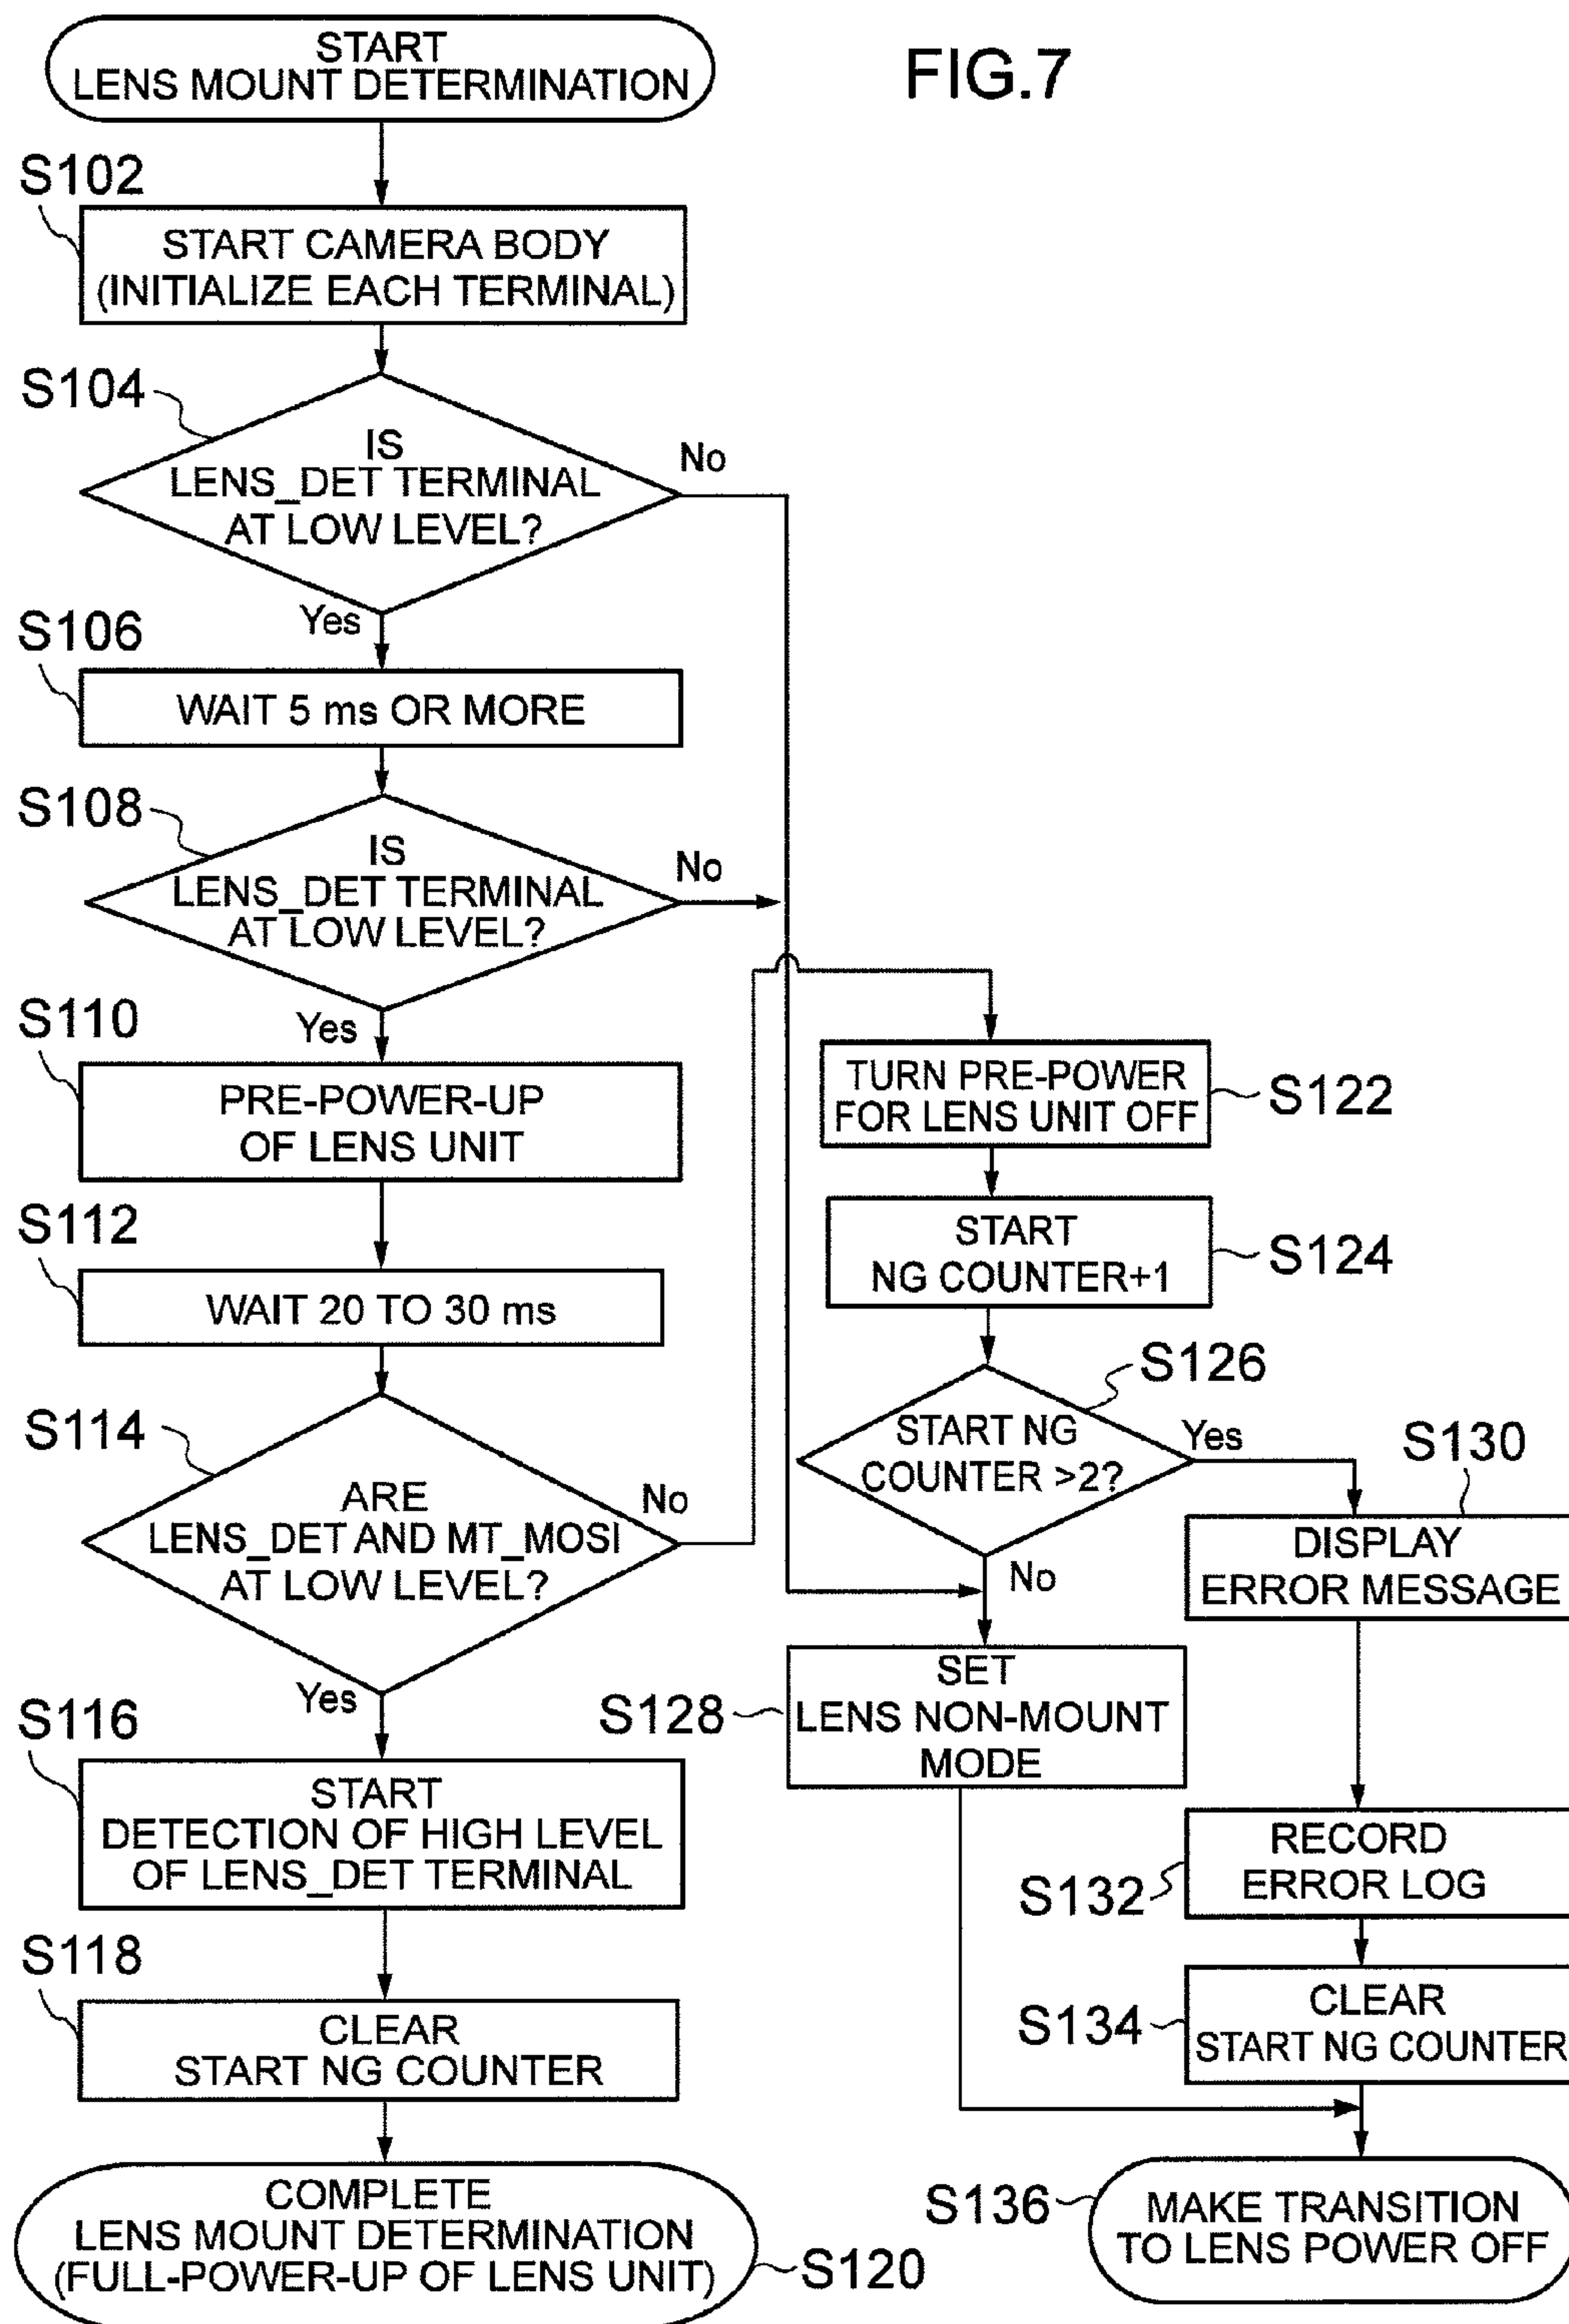 START
LENS MOUNT DETERMINATION
FIG.7
S102
START CAMERA BODY
(INITIALIZE EACH TERMINAL)
S104
IS
LENS_DET TERMINAL
AT LOW LEVEL?
No
Yes
S106
WAIT 5 ms OR MORE
S108
IS
LENS_DET TERMINAL
AT LOW LEVEL?
No
Yes
S110
PRE-POWER-UP
OF LENS UNIT
S112
WAIT 20 TO 30 ms
S114
ARE
LENS_DET AND MT_MOSI
AT LOW LEVEL?
No
Yes
S116
START
DETECTION OF HIGH LEVEL
OF LENS_DET TERMINAL
S118
CLEAR
START NG COUNTER
COMPLETE
LENS MOUNT DETERMINATION
(FULL-POWER-UP OF LENS UNIT)
S120
TURN PRE-POWER
FOR LENS UNIT OFF
S122
START
NG COUNTER+1
S124
S126
START NG
COUNTER >2?
Yes
No
S128
SET
LENS NON-MOUNT
MODE
S130
DISPLAY
ERROR MESSAGE
S132
RECORD
ERROR LOG
S134
CLEAR
START NG COUNTER
S136
MAKE TRANSITION
TO LENS POWER OFF